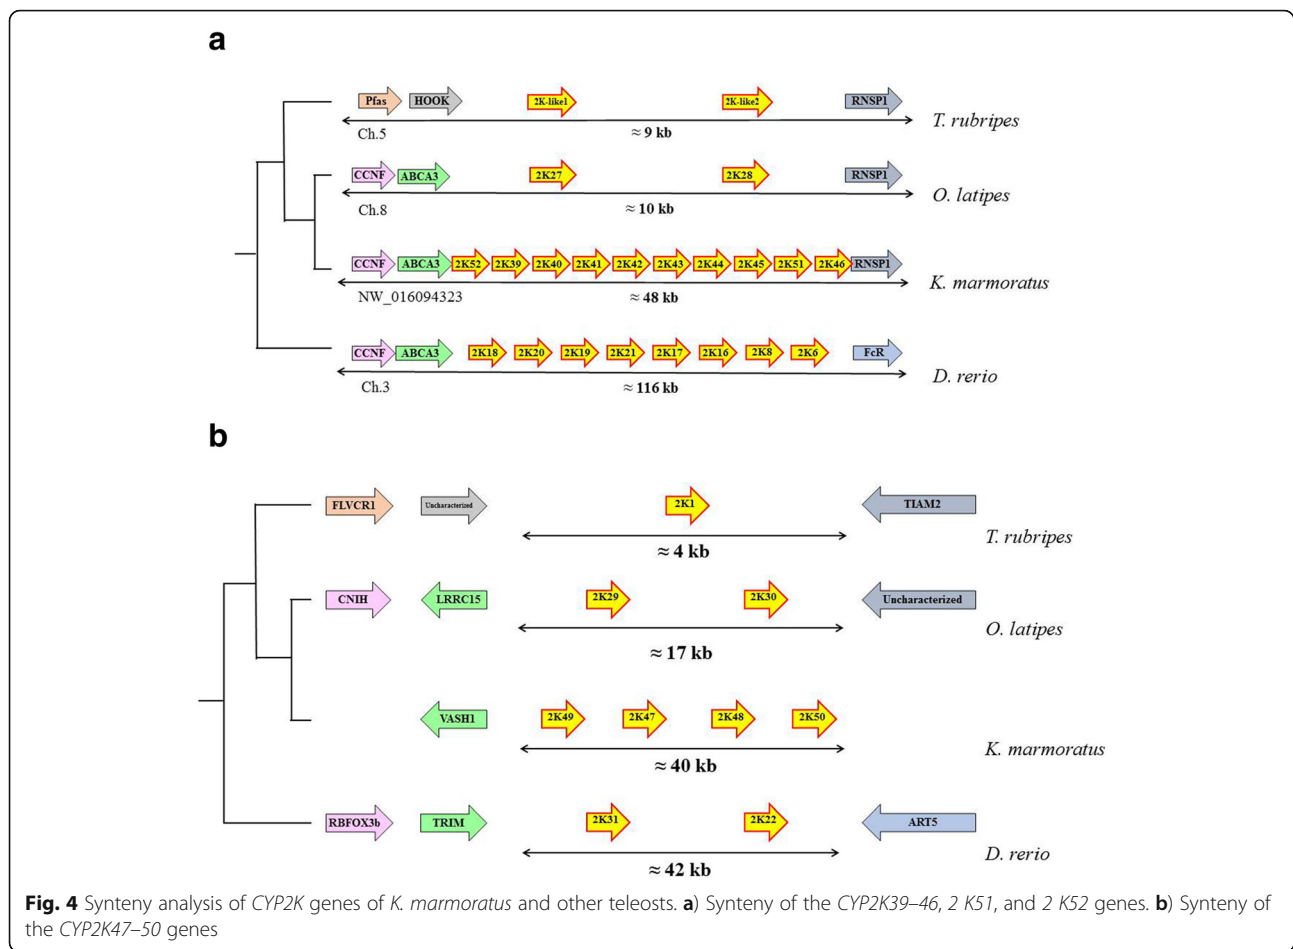 a
Pfas HOOK 2K-like1 2K-like2 RNSP1
T. rubripes
Ch.5 ≈ 9 kb
CCNF ABCA3 2K27 2K28 RNSP1
O. latipes
Ch.8 ≈ 10 kb
CCNF ABCA3 2K52 2K39 2K40 2K41 2K42 2K43 2K44 2K45 2K51 2K46 RNSP1
K. marmoratus
NW_016094323 ≈ 48 kb
CCNF ABCA3 2K18 2K20 2K19 2K21 2K17 2K16 2K8 2K6 FcR
D. rerio
Ch.3 ≈ 116 kb
b
FLVCR1 Uncharacterized 2K1 TIAM2
T. rubripes
≈ 4 kb
CNIH LRRC15 2K29 2K30 Uncharacterized
O. latipes
≈ 17 kb
VASH1 2K49 2K47 2K48 2K50
K. marmoratus
≈ 40 kb
RBFOX3b TRIM 2K31 2K22 ART5
D. rerio
≈ 42 kb
Fig. 4 Synteny analysis of CYP2K genes of K. marmoratus and other teleosts. a) Synteny of the CYP2K39–46, 2 K51, and 2 K52 genes. b) Synteny of
the CYP2K47–50 genes